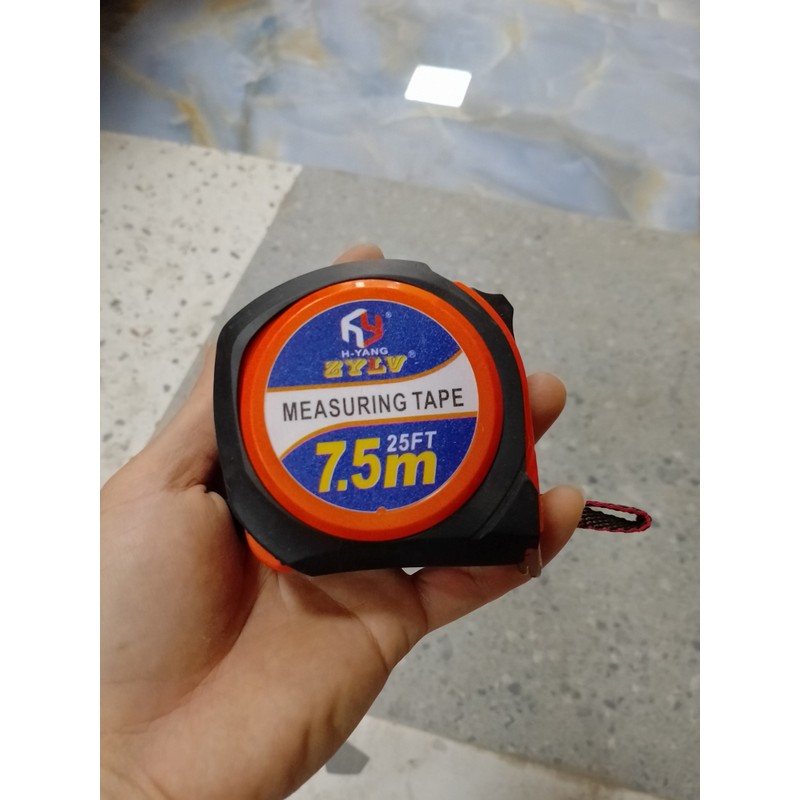 H-YANG
ZYLV®
MEASURING TAPE
25FT
7.5m